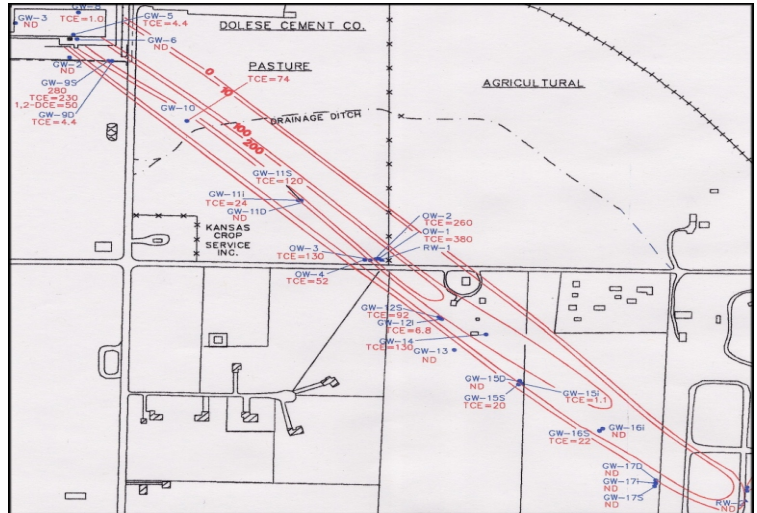 GW-8
TCE=1.0
GW-5
TCE=4.4
GW-3
ND
GW-6
ND
DOLESE CEMENT CO.
GW-2
ND
GW-9S
280
TCE=230
1,2-DCE=50
GW-9D
TCE=4.4
PASTURE
TCE=74
GW-10
0
10
100
200
AGRICULTURAL
DRAINAGE DITCH
GW-11S
TCE=120
GW-11i
TCE=24
GW-11D
ND
KANSAS
CROP
SERVICE
INC.
OW-2
TCE=260
OW-1
TCE=380
RW-1
OW-3
TCE=130
OW-4
TCE=52
GW-12S
TCE=92
GW-12I
TCE=6.8
GW-14
TCE=130
GW-13
ND
GW-15D
ND
GW-15S
TCE=20
GW-15i
TCE=1.1
GW-16S
TCE=22
GW-16i
ND
GW-17D
ND
GW-17i
ND
GW-17S
ND
ND